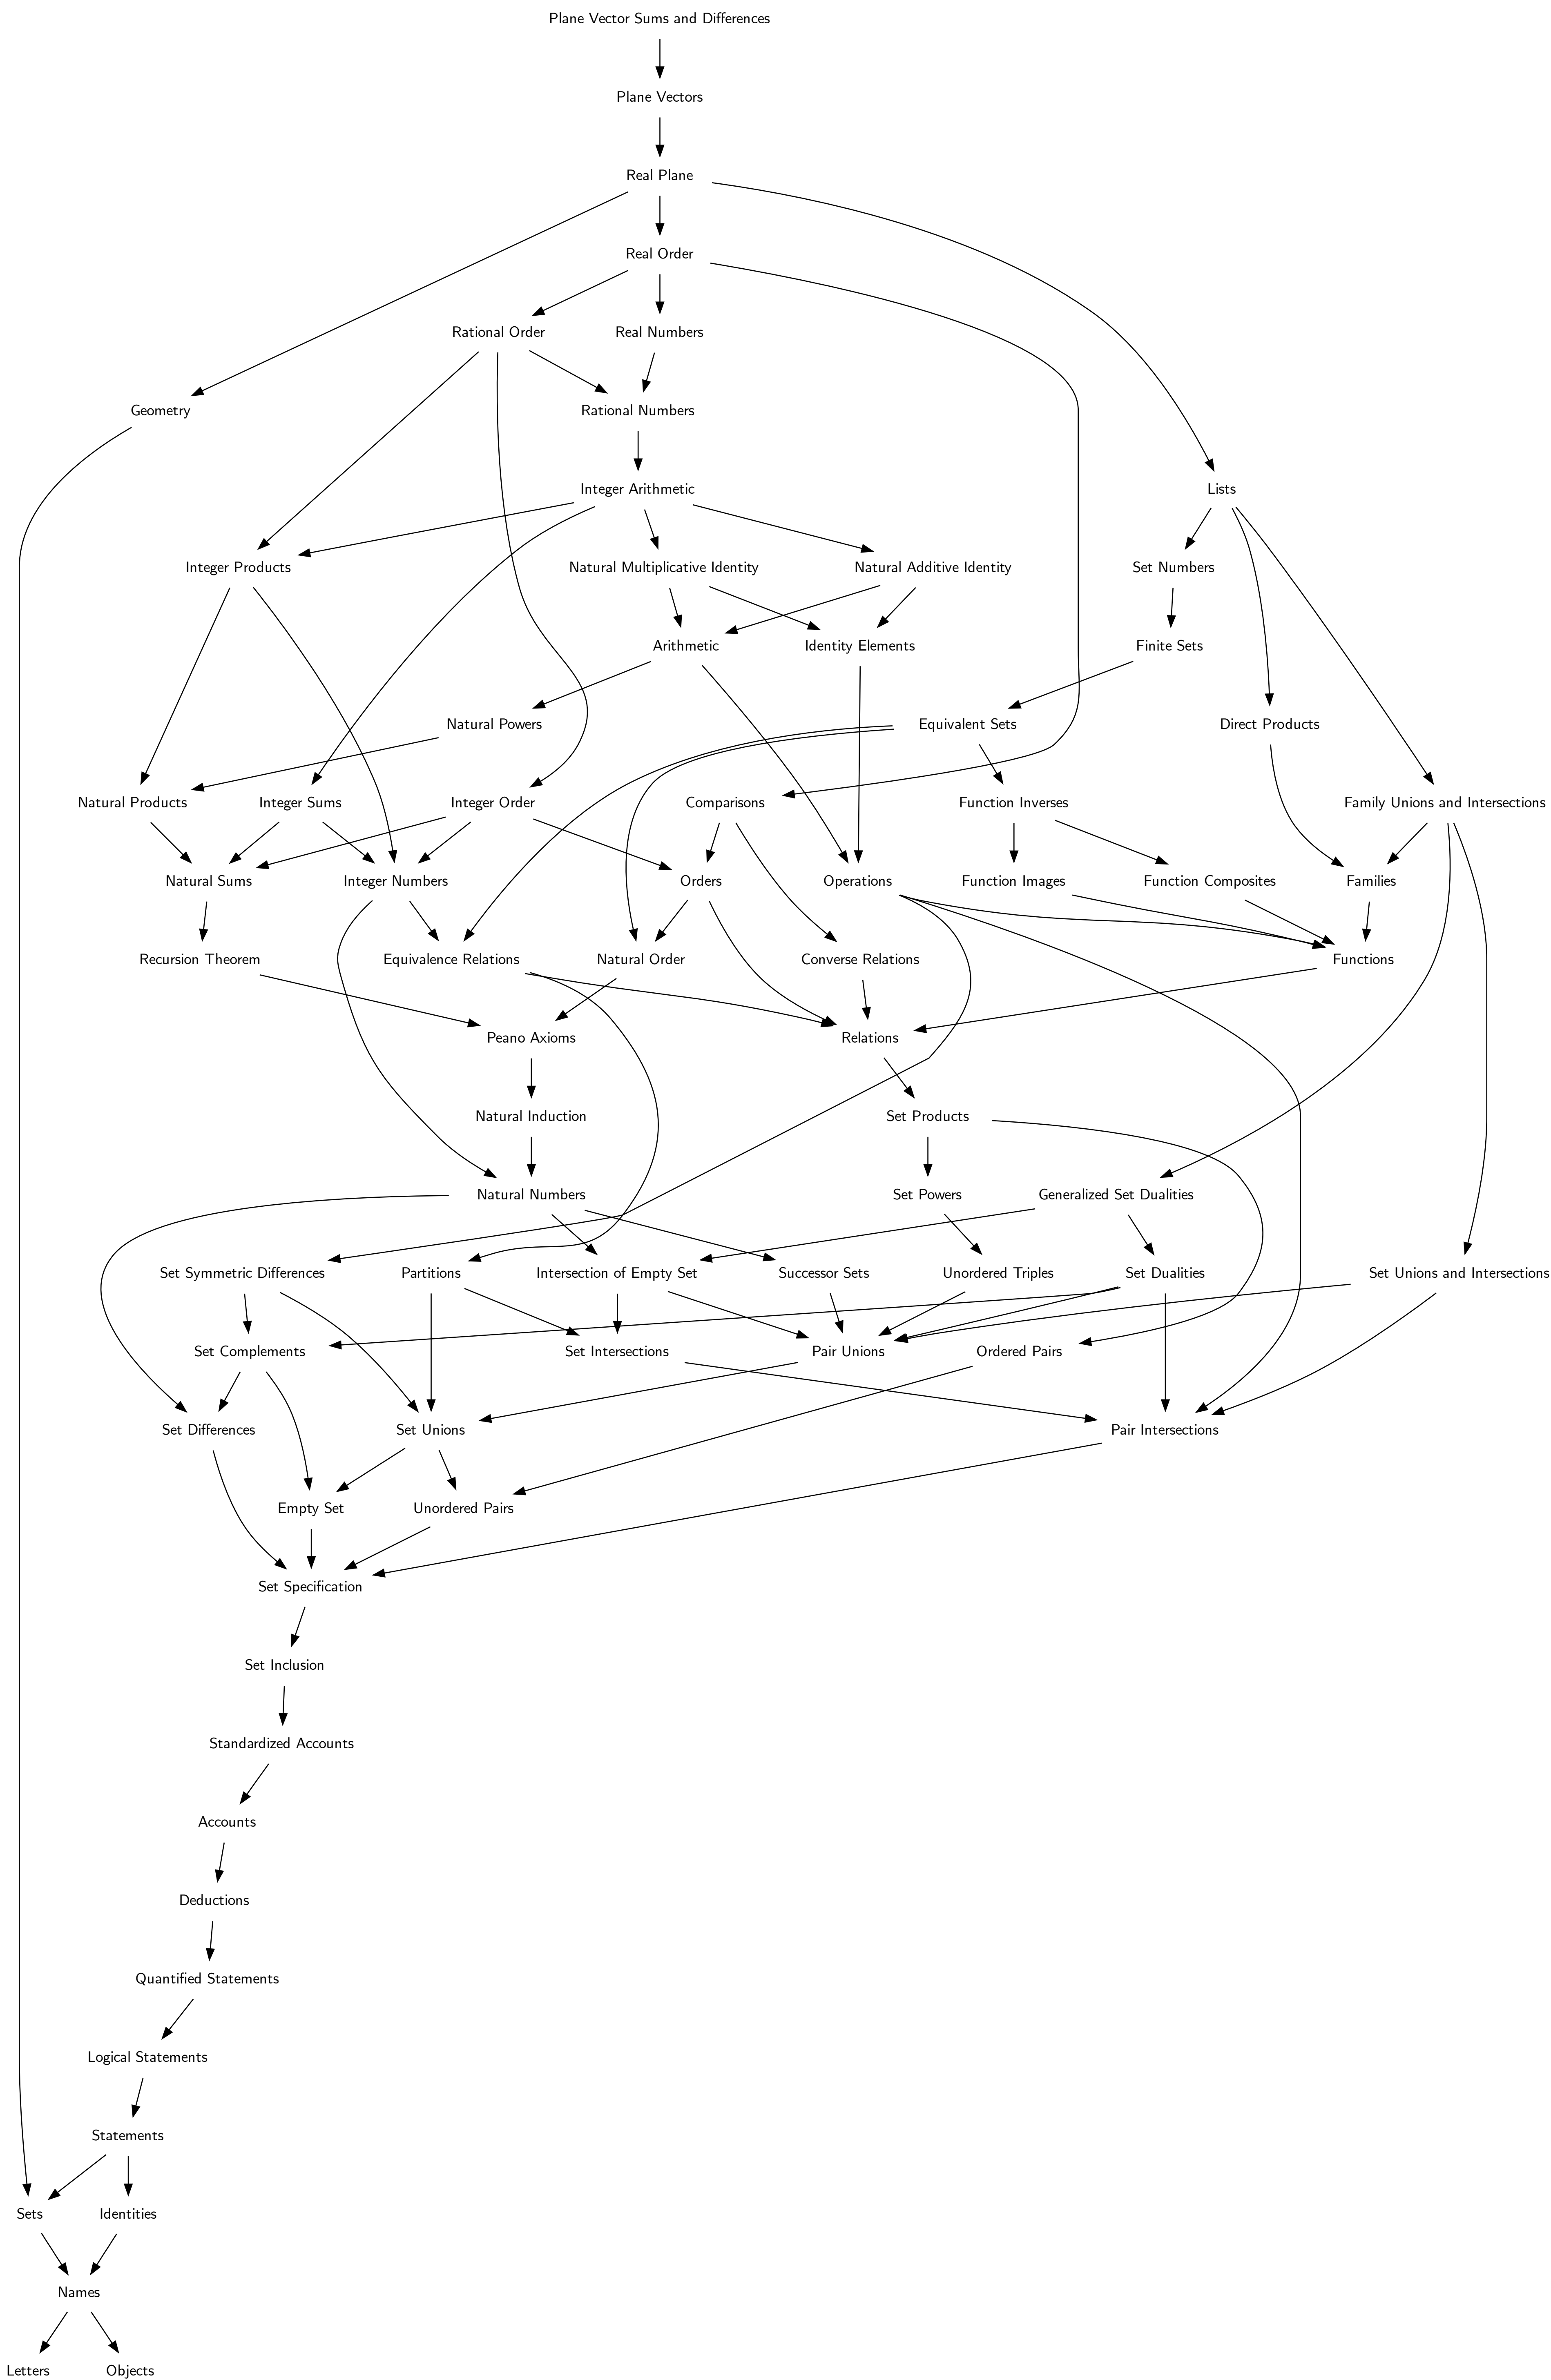 Plane Vector Sums and Differences
Plane Vectors
Real Plane
Real Order
Rational Order
Real Numbers
Geometry
Rational Numbers
Integer Arithmetic
Lists
Integer Products
Natural Multiplicative Identity
Natural Additive Identity
Set Numbers
Arithmetic
Identity Elements
Finite Sets
Natural Powers
Equivalent Sets
Direct Products
Natural Products
Integer Sums
Integer Order
Comparisons
Function Inverses
Family Unions and Intersections
Natural Sums
Integer Numbers
Orders
Operations
Function Images
Function Composites
Families
Recursion Theorem
Equivalence Relations
Natural Order
Converse Relations
Functions
Peano Axioms
Relations
Natural Induction
Set Products
Natural Numbers
Set Powers
Generalized Set Dualities
Set Symmetric Differences
Partitions
Intersection of Empty Set
Successor Sets
Unordered Triples
Set Dualities
Set Unions and Intersections
Set Complements
Set Intersections
Pair Unions
Ordered Pairs
Set Differences
Set Unions
Pair Intersections
Empty Set
Unordered Pairs
Set Specification
Set Inclusion
Standardized Accounts
Accounts
Deductions
Quantified Statements
Logical Statements
Statements
Sets
Identities
Names
Letters
Objects